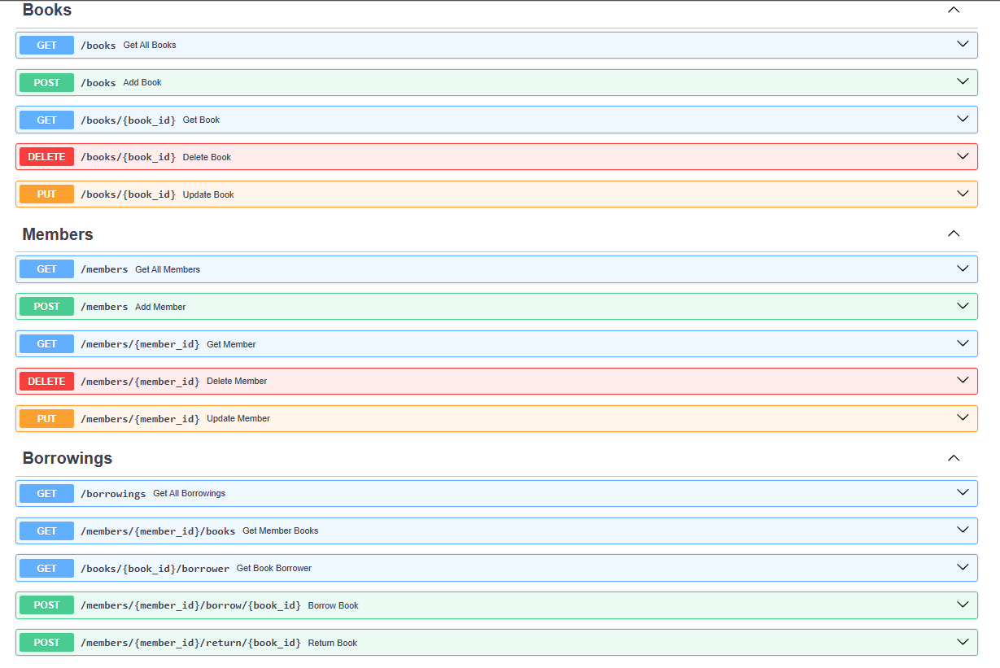 Books
GET /books Get All Books
POST /books Add Book
GET /books/{book_id} Get Book
DELETE /books/{book_id} Delete Book
PUT /books/{book_id} Update Book
Members
GET /members Get All Members
POST /members Add Member
GET /members/{member_id} Get Member
DELETE /members/{member_id} Delete Member
PUT /members/{member_id} Update Member
Borrowings
GET /borrowings Get All Borrowings
GET /members/{member_id}/books Get Member Books
GET /books/{book_id}/borrower Get Book Borrower
POST /members/{member_id}/borrow/{book_id} Borrow Book
POST /members/{member_id}/return/{book_id} Return Book